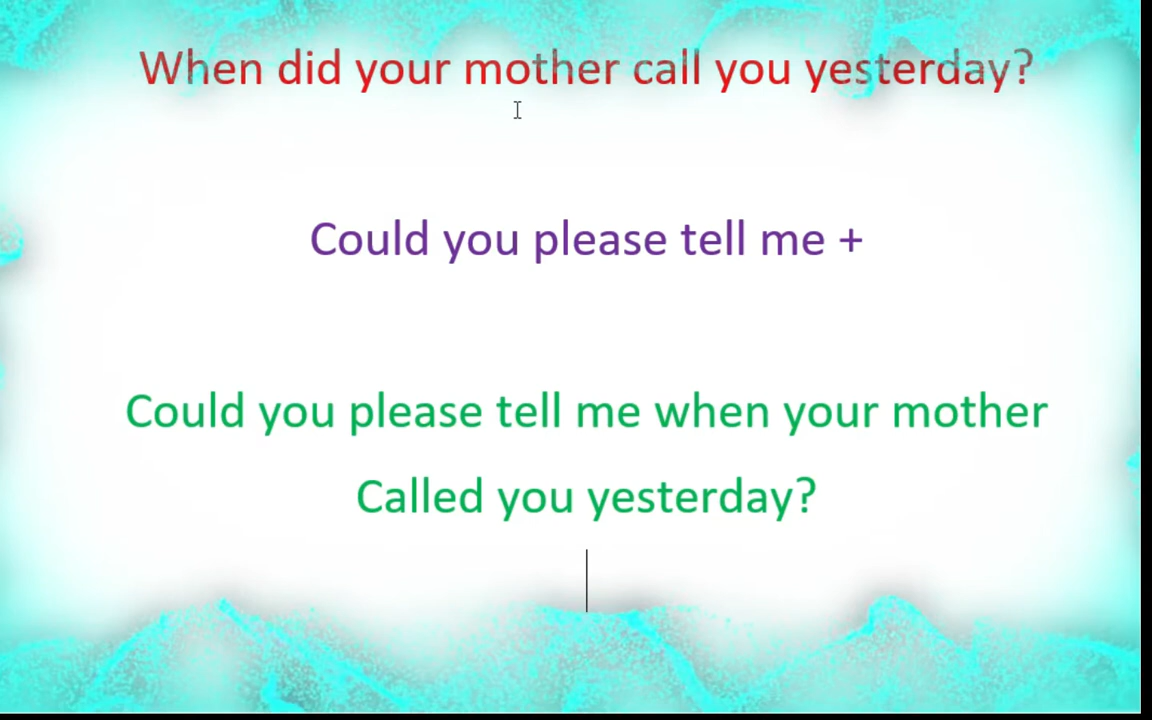 When did your mother call you yesterday?
Could you please tell me +
Could you please tell me when your mother
Called you yesterday?